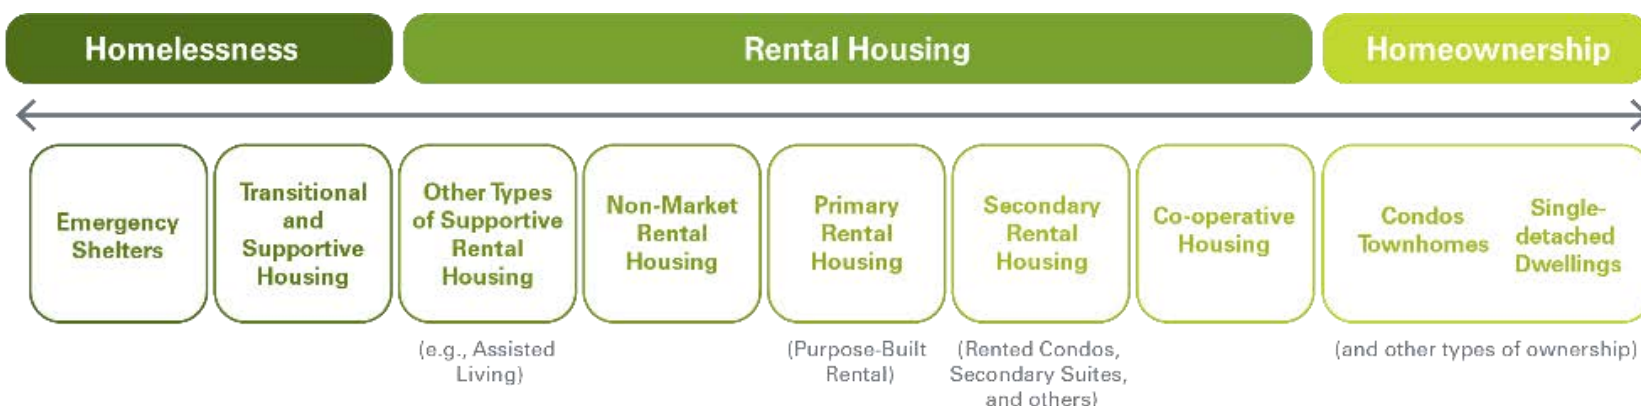 Homelessness
Rental Housing
Homeownership
Emergency
Shelters
Transitional
and
Supportive
Housing
Other Types
of Supportive
Rental
Housing
Non-Market
Rental
Housing
Primary
Rental
Housing
Secondary
Rental
Housing
Co-operative
Housing
Condos
Townhomes
Single-
detached
Dwellings
(e.g., Assisted
Living)
(Purpose-Built
Rental)
(Rented Condos,
Secondary Suites,
and others)
(and other types of ownership)